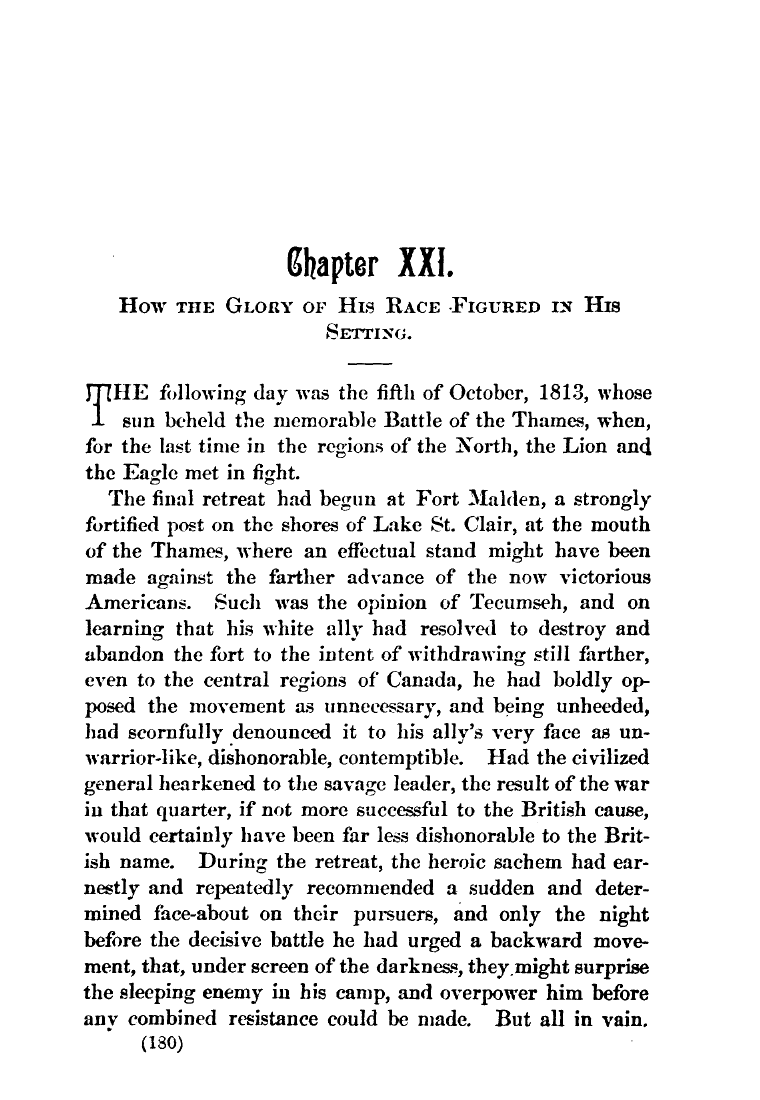 Chapter XXI.
How the Glory of His Race Figured in His
Setting.
THE following day was the fifth of October, 1813, whose
sun beheld the memorable Battle of the Thames, when,
for the last time in the regions of the North, the Lion and
the Eagle met in fight.
The final retreat had begun at Fort Malden, a strongly
fortified post on the shores of Lake St. Clair, at the mouth
of the Thames, where an effectual stand might have been
made against the farther advance of the now victorious
Americans. Such was the opinion of Tecumseh, and on
learning that his white ally had resolved to destroy and
abandon the fort to the intent of withdrawing still farther,
even to the central regions of Canada, he had boldly op-
posed the movement as unnecessary, and being unheeded,
had scornfully denounced it to his ally's very face as un-
warrior-like, dishonorable, contemptible. Had the civilized
general hearkened to the savage leader, the result of the war
in that quarter, if not more successful to the British cause,
would certainly have been far less dishonorable to the Brit-
ish name. During the retreat, the heroic sachem had ear-
nestly and repeatedly recommended a sudden and deter-
mined face-about on their pursuers, and only the night
before the decisive battle he had urged a backward move-
ment, that, under screen of the darkness, they might surprise
the sleeping enemy in his camp, and overpower him before
any combined resistance could be made. But all in vain.
(180)